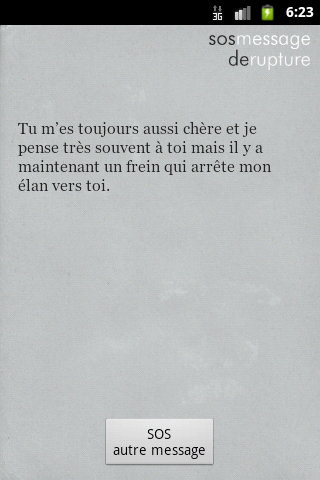 3G 6:23
sosmessage
derupture
Tu m'es toujours aussi chère et je
pense très souvent à toi mais il y a
maintenant un frein qui arrête mon
élan vers toi.
SOS
autre message